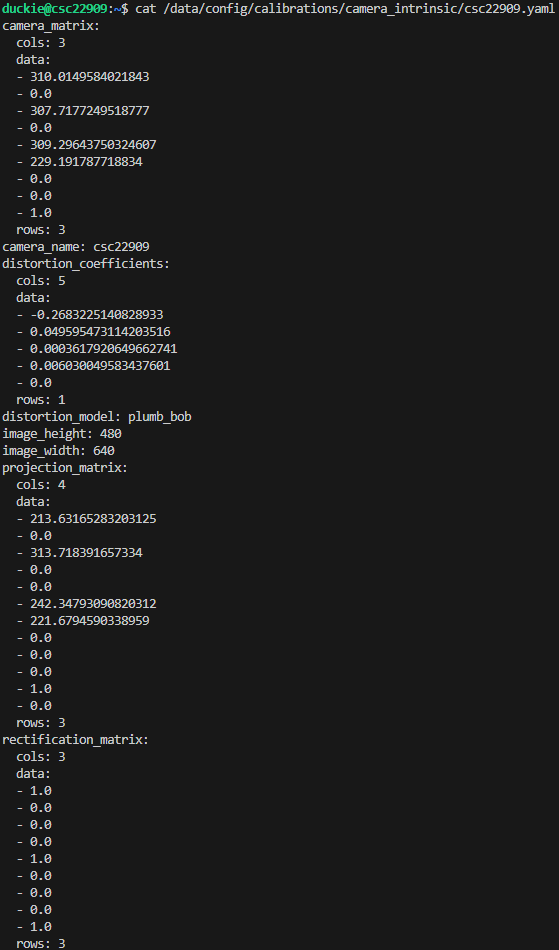 duckie@csc22909:~$ cat /data/config/calibrations/camera_intrinsic/csc22909.yaml
camera_matrix:
  cols: 3
  data:
  - 310.0149584021843
  - 0.0
  - 307.7177249518777
  - 0.0
  - 309.29643750324607
  - 229.191787718834
  - 0.0
  - 0.0
  - 1.0
  rows: 3
camera_name: csc22909
distortion_coefficients:
  cols: 5
  data:
  - -0.2683225140828933
  - 0.049595473114203516
  - 0.0003617920649662741
  - 0.006030049583437601
  - 0.0
  rows: 1
distortion_model: plumb_bob
image_height: 480
image_width: 640
projection_matrix:
  cols: 4
  data:
  - 213.63165283203125
  - 0.0
  - 313.718391657334
  - 0.0
  - 0.0
  - 242.34793090820312
  - 221.6794590338959
  - 0.0
  - 0.0
  - 0.0
  - 1.0
  - 0.0
  rows: 3
rectification_matrix:
  cols: 3
  data:
  - 1.0
  - 0.0
  - 0.0
  - 0.0
  - 1.0
  - 0.0
  - 0.0
  - 0.0
  - 1.0
  rows: 3